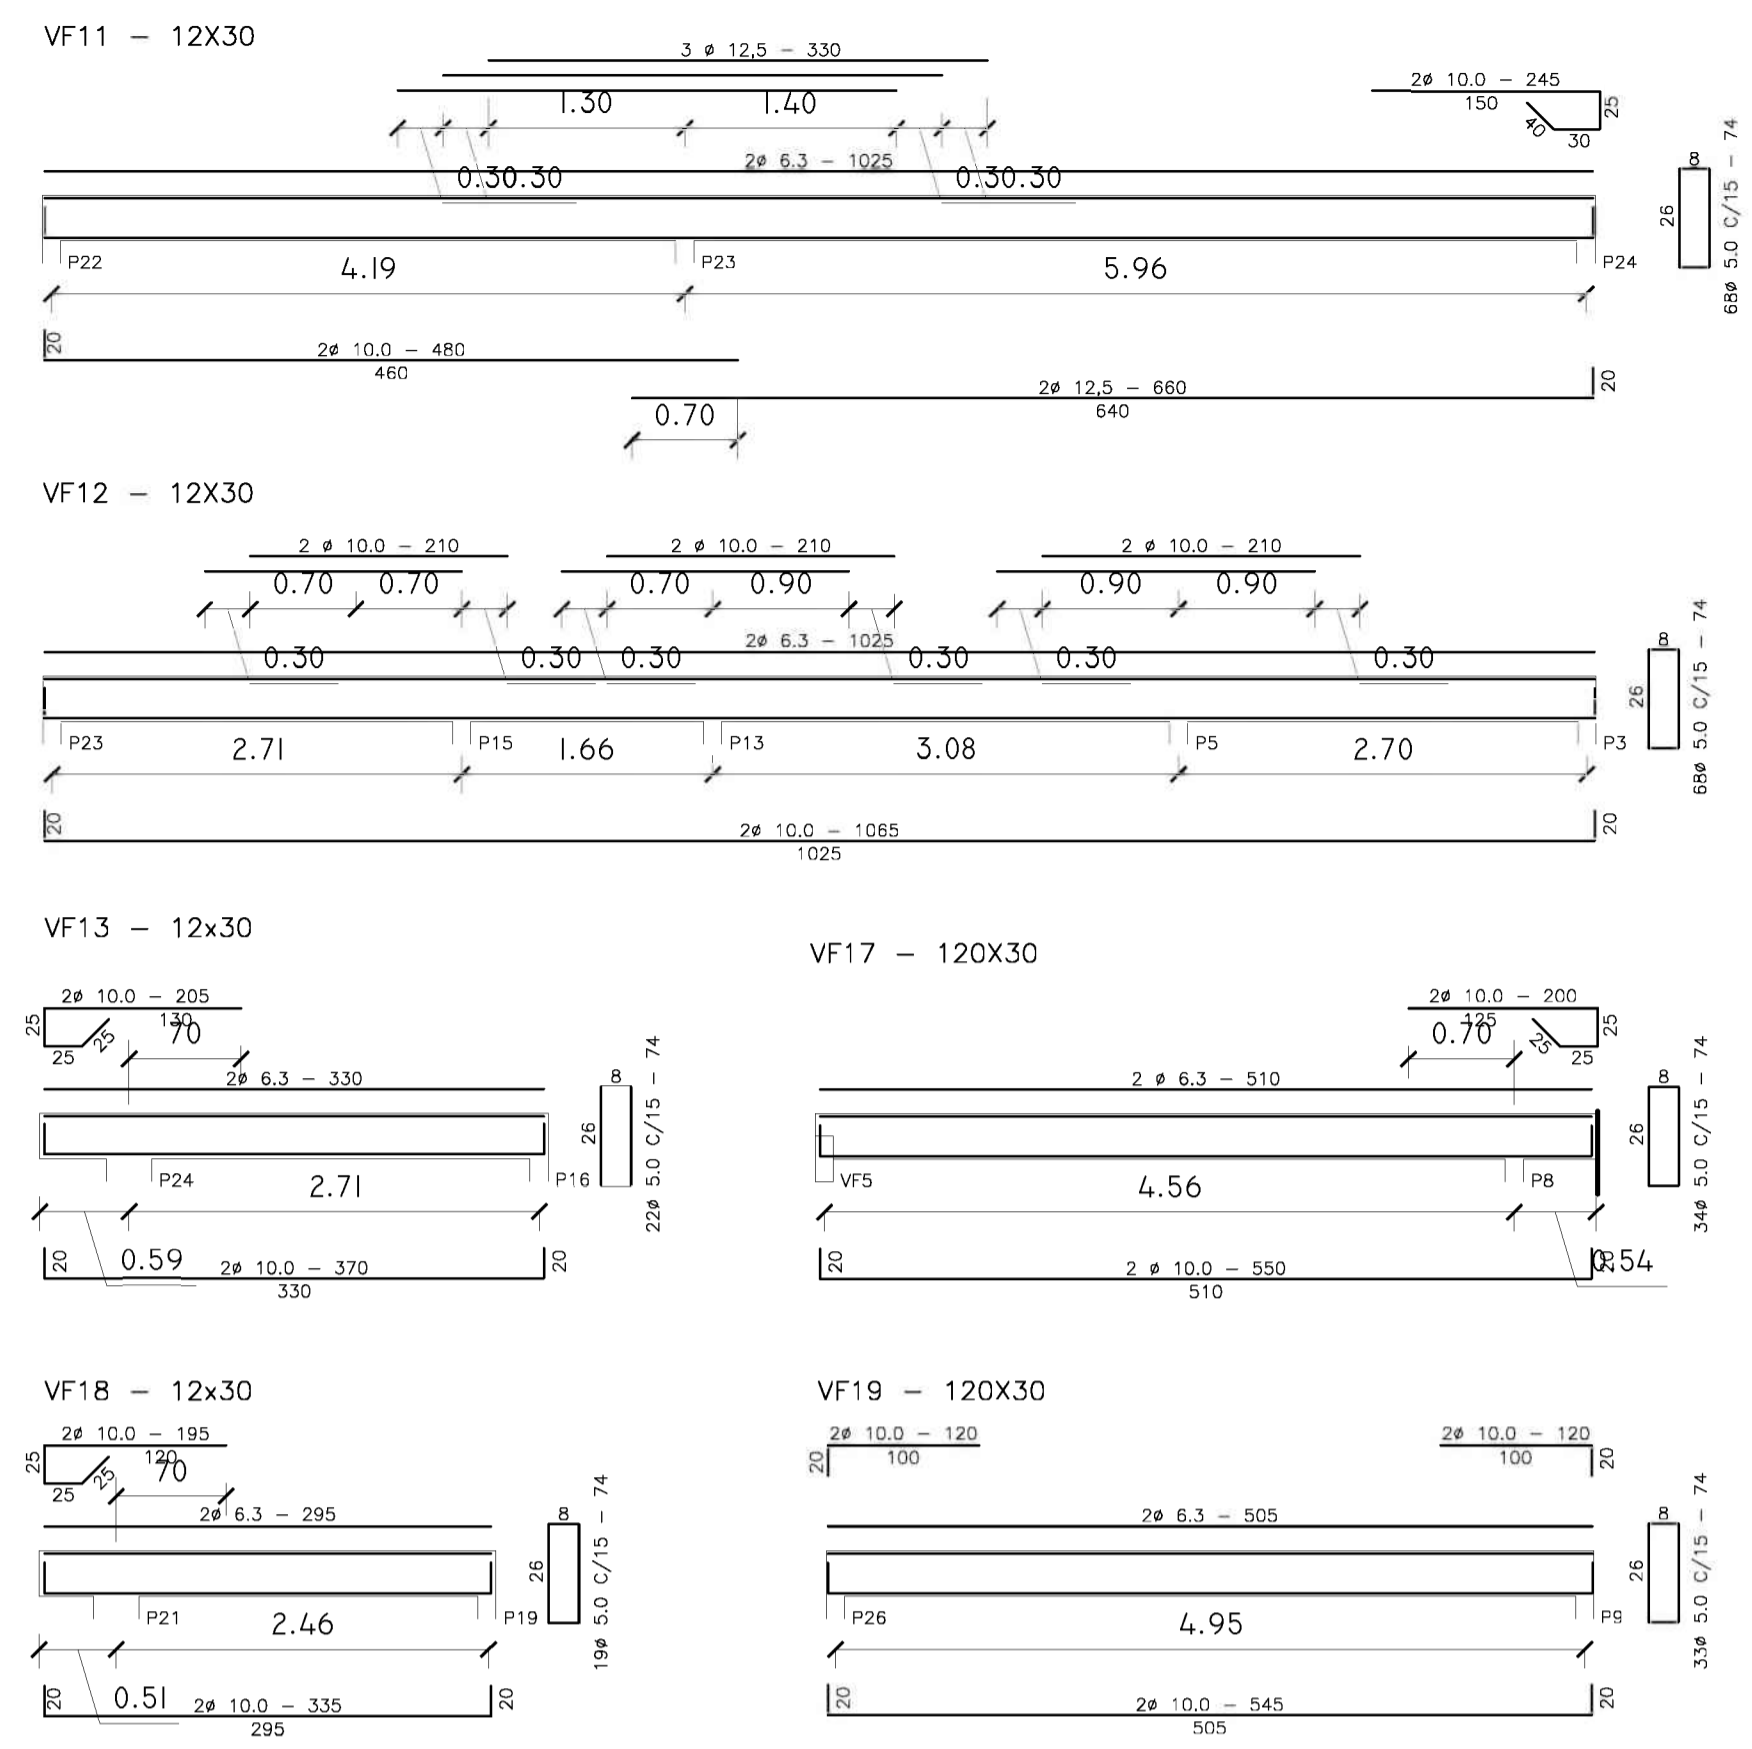 VF11 – 12X30
3 ø 12,5 – 330
2ø 10.0 – 245
150
25
40
30
1.30
1.40
2ø 6.3 – 1025
0.30
0.30
0.30
0.30
8
26
68ø 5.0 C/15 – 74
P22
4.19
P23
5.96
P24
20
2ø 10.0 – 480
460
2ø 12,5 – 660
640
20
0.70
VF12 – 12X30
2 ø 10.0 – 210
2 ø 10.0 – 210
2 ø 10.0 – 210
0.70
0.70
0.70
0.90
0.90
0.90
2ø 6.3 – 1025
0.30
0.30
0.30
0.30
0.30
0.30
8
26
68ø 5.0 C/15 – 74
P23
2.71
P15
1.66
P13
3.08
P5
2.70
P3
20
2ø 10.0 – 1065
1025
20
VF13 – 12x30
2ø 10.0 – 205
130
25
25
25
70
2ø 6.3 – 330
8
26
22ø 5.0 C/15 – 74
P24
2.71
P16
0.59
20
2ø 10.0 – 370
330
20
VF17 – 120X30
2ø 10.0 – 200
125
0.70
25
25
25
2 ø 6.3 – 510
8
26
34ø 5.0 C/15 – 74
VF5
4.56
P8
0.54
20
2 ø 10.0 – 550
510
20
VF18 – 12x30
2ø 10.0 – 195
120
25
25
25
70
2ø 6.3 – 295
8
26
19ø 5.0 C/15 – 74
P21
2.46
P19
0.51
20
2ø 10.0 – 335
295
20
VF19 – 120X30
2ø 10.0 – 120
100
20
2ø 10.0 – 120
100
20
2ø 6.3 – 505
8
26
33ø 5.0 C/15 – 74
P26
4.95
P9
20
2ø 10.0 – 545
505
20